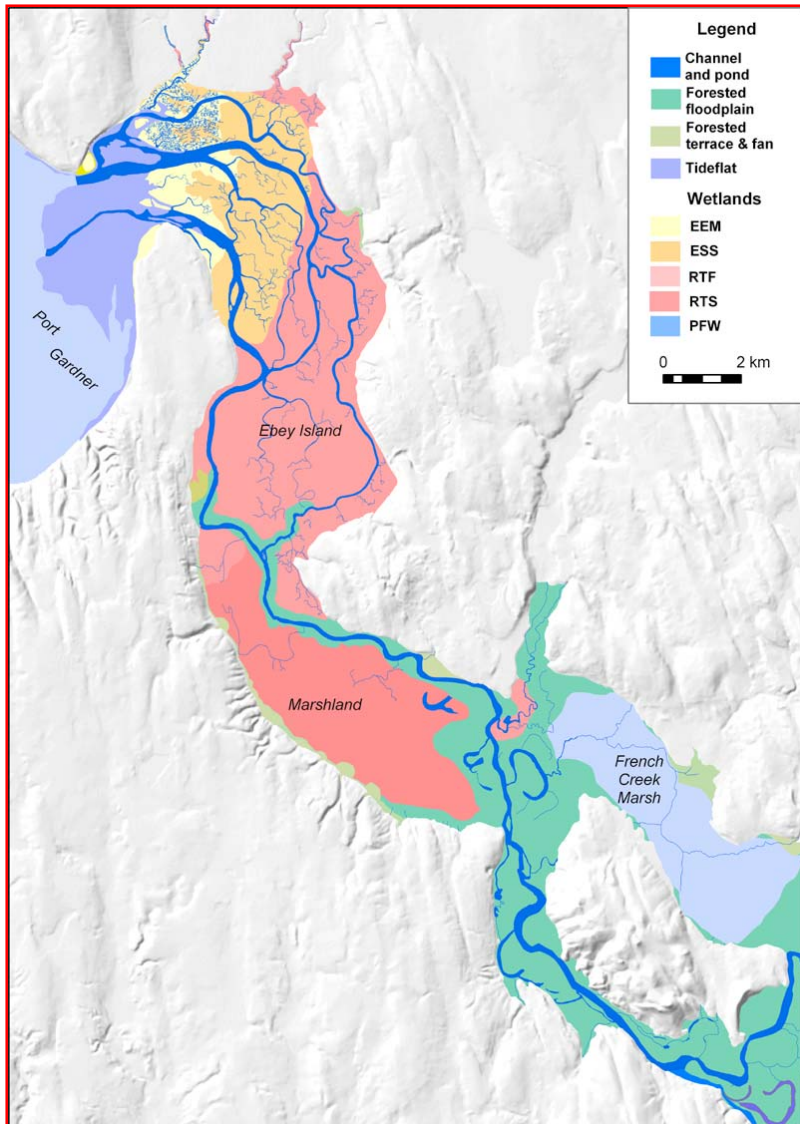 Legend
Channel
and pond
Forested
floodplain
Forested
terrace & fan
Tideflat
Wetlands
EEM
ESS
RTF
RTS
PFW
0 2 km
Port
Gardner
Ebey Island
Marshland
French
Creek
Marsh